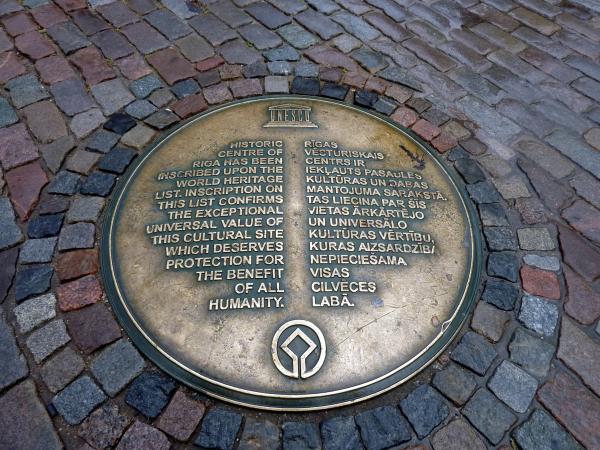 UNESCO
HISTORIC
CENTRE OF
RIGA HAS BEEN
INSCRIBED UPON THE
WORLD HERITAGE
LIST. INSCRIPTION ON
THIS LIST CONFIRMS
THE EXCEPTIONAL
UNIVERSAL VALUE OF
THIS CULTURAL SITE
WHICH DESERVES
PROTECTION FOR
THE BENEFIT
OF ALL
HUMANITY.
RĪGAS
VĒSTURISKAIS
CENTRS IR
IEKĻAUTS PASAULES
KULTŪRAS UN DABAS
MANTOJUMA SARAKSTĀ.
TAS LIECINA PAR ŠĪS
VIETAS ĀRKĀRTĒJO
UN UNIVERSĀLO
KULTŪRAS VĒRTĪBU,
KURAS AIZSARDZĪBA
NEPIECIEŠAMA
VISAS
CILVĒCES
LABĀ.